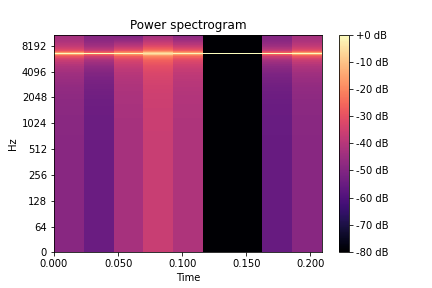 Power spectrogram
Hz
8192
4096
2048
1024
512
256
128
64
0
0.000 0.050 0.100 0.150 0.200
Time
+0 dB
-10 dB
-20 dB
-30 dB
-40 dB
-50 dB
-60 dB
-70 dB
-80 dB